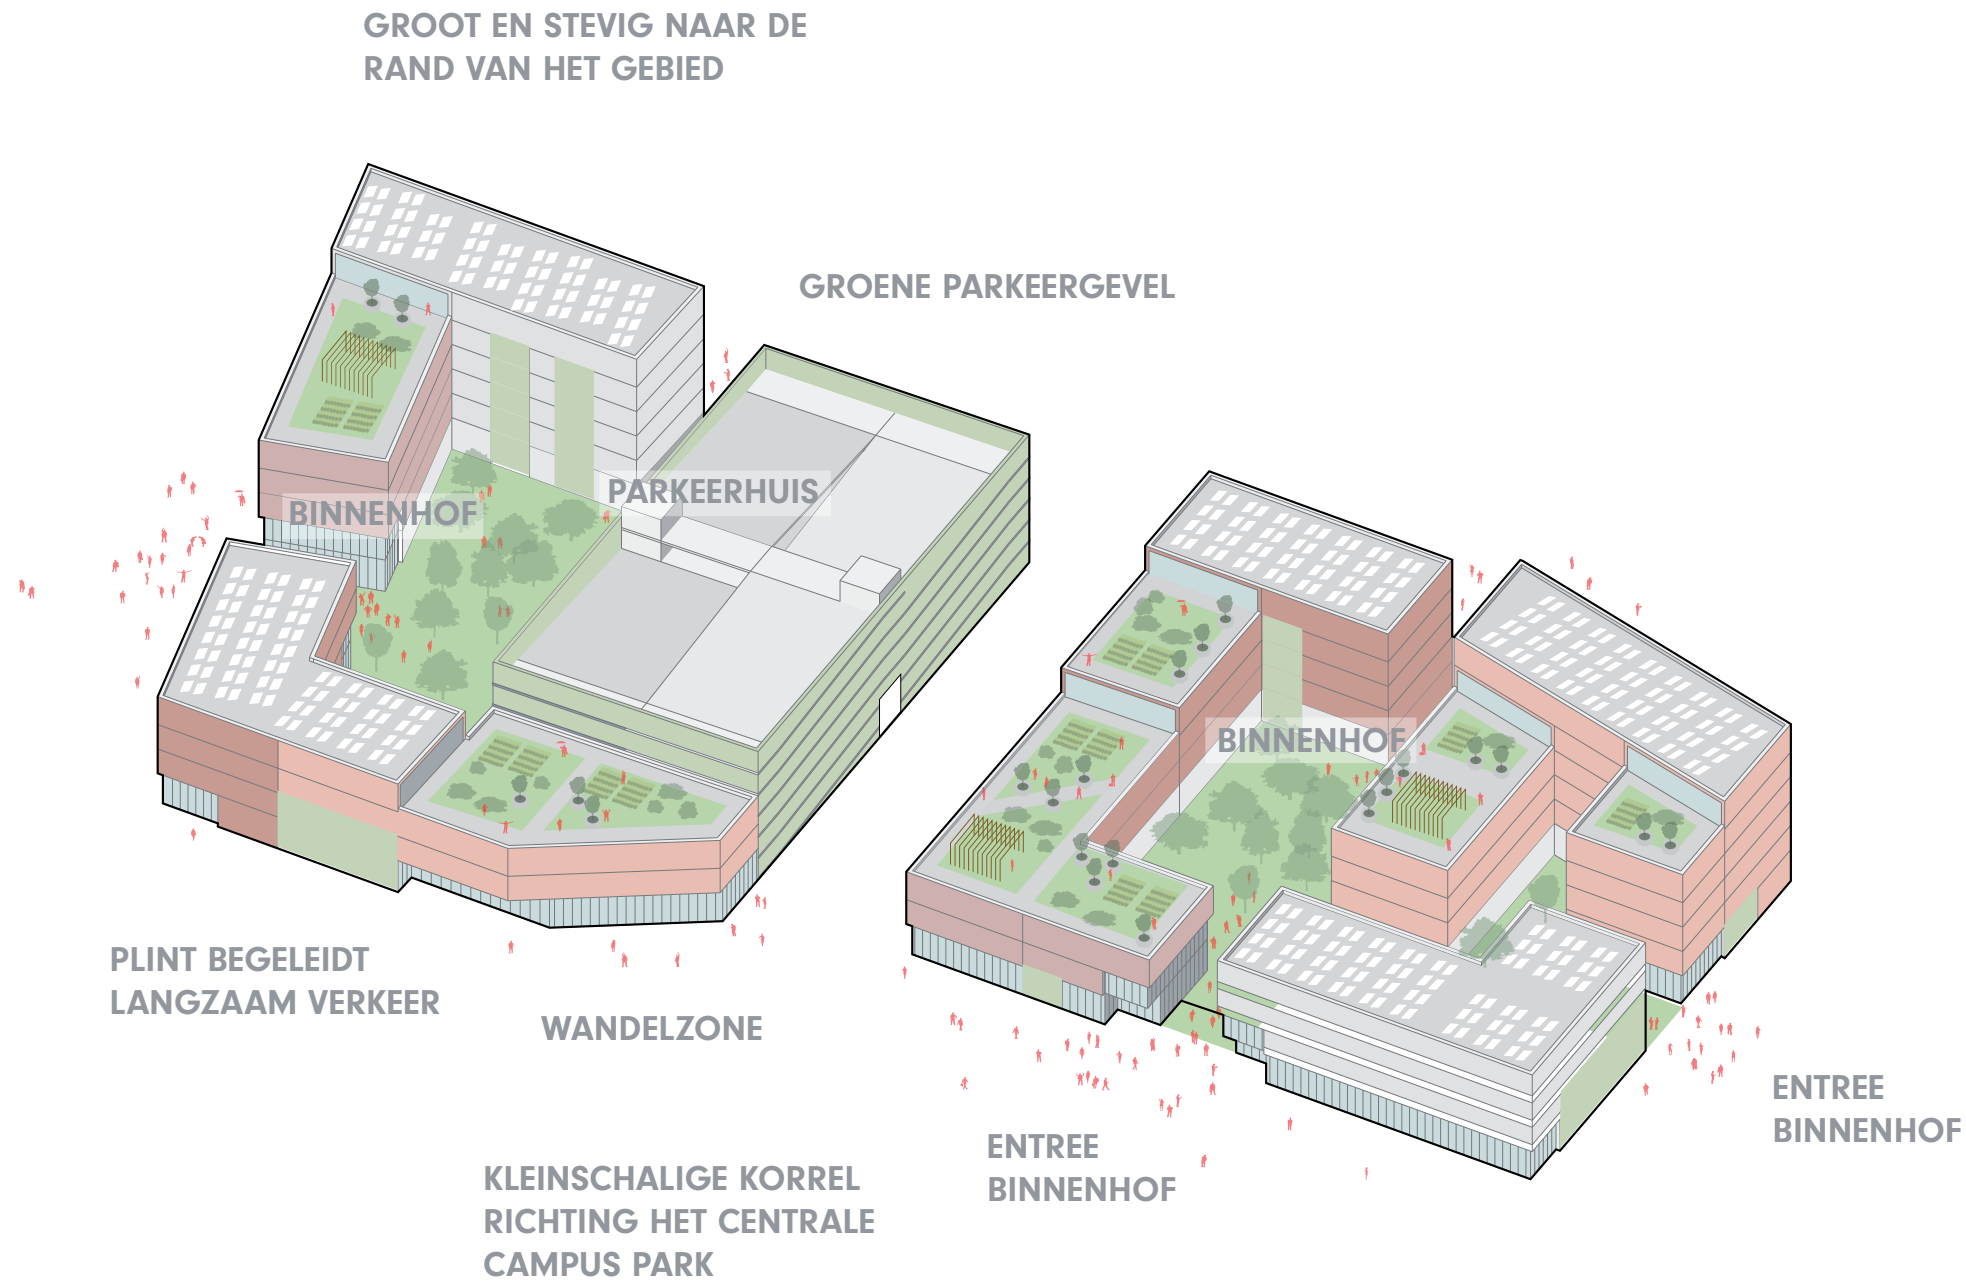 GROOT EN STEVIG NAAR DE
RAND VAN HET GEBIED
GROENE PARKEERGEVEL
PARKEERHUIS
BINNENHOF
BINNENHOF
PLINT BEGELEIDT
LANGZAAM VERKEER
WANDELZONE
ENTREE
BINNENHOF
ENTREE
BINNENHOF
KLEINSCHALIGE KORREL
RICHTING HET CENTRALE
CAMPUS PARK